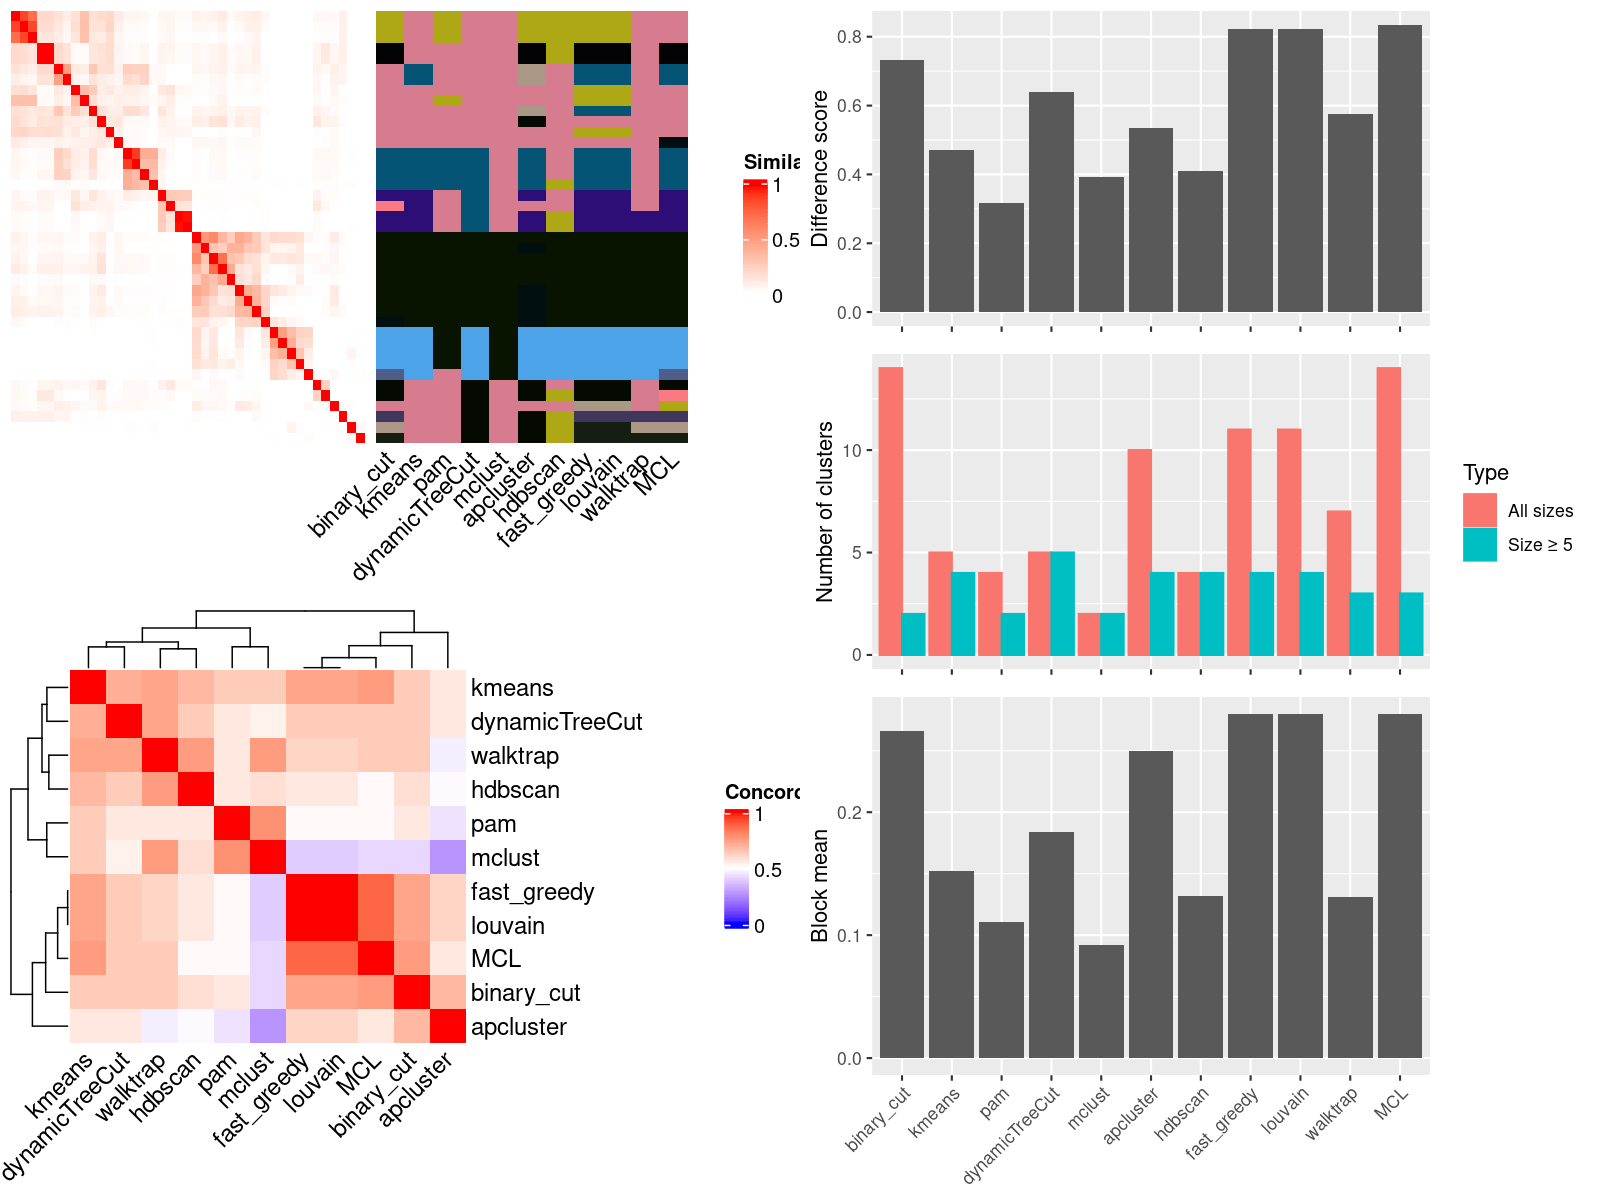 Simila
1
0.5
0
binary_cut
kmeans
pam
dynamicTreeCut
mclust
apcluster
hdbscan
fast_greedy
louvain
walktrap
MCL
kmeans
dynamicTreeCut
walktrap
hdbscan
pam
mclust
fast_greedy
louvain
MCL
binary_cut
apcluster
kmeans
dynamicTreeCut
walktrap
hdbscan
pam
mclust
fast_greedy
louvain
MCL
binary_cut
apcluster
Concord
1
0.5
0
Difference score
0.8
0.6
0.4
0.2
0.0
Number of clusters
10
5
0
Type
All sizes
Size ≥ 5
Block mean
0.2
0.1
0.0
binary_cut
kmeans
pam
dynamicTreeCut
mclust
apcluster
hdbscan
fast_greedy
louvain
walktrap
MCL